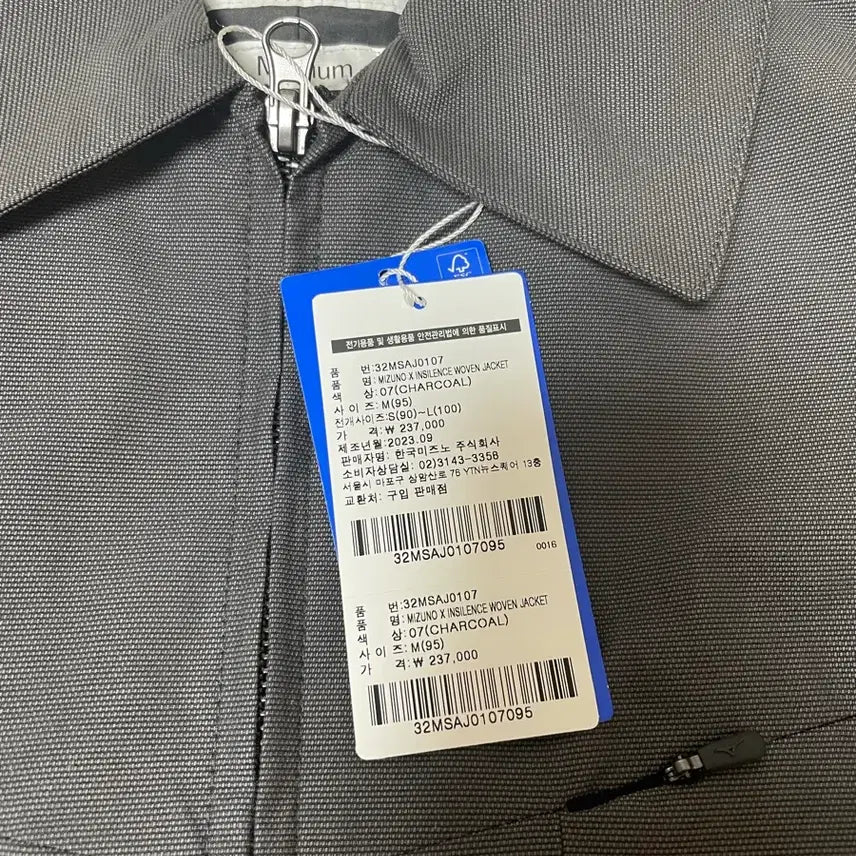 FSC
전기용품 및 생활용품 안전관리법에 의한 품질표시
품 번:32MSAJ0107
품 명: MIZUNO X INSILENCE WOVEN JACKET
색 상: 07(CHARCOAL)
사 이 즈: M(95)
전개사이즈:S(90)~L(100)
가 격:₩ 237,000
제조년월:2023.09
판매자명: 한국미즈노 주식회사
소비자상담실: 02)3143-3358
서울시 마포구 상암산로 76 YTN뉴스퀘어 13층
교환처: 구입 판매점
32MSAJ0107095
0016
품 번:32MSAJ0107
품 명: MIZUNO X INSILENCE WOVEN JACKET
색 상: 07(CHARCOAL)
사 이 즈: M(95)
가 격:₩ 237,000
32MSAJ0107095